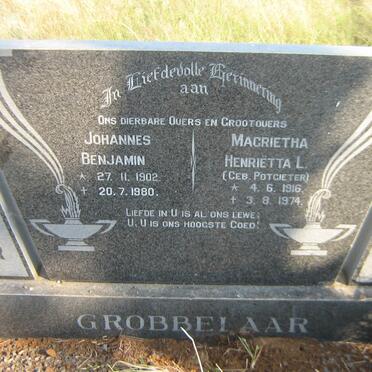 In Liefdevolle Herinnering
aan
Ons dierbare Ouers en Grootouers
Johannes
Benjamin
* 27. 11. 1902.
+ 20. 7. 1980.
Magrietha
Henrietta L.
(Geb. Potgieter)
* 4. 6. 1916.
+ 3. 8. 1974.
Liefde in U is al ons lewe,
U, U is ons hoogste Goed!
GROBBELAAR